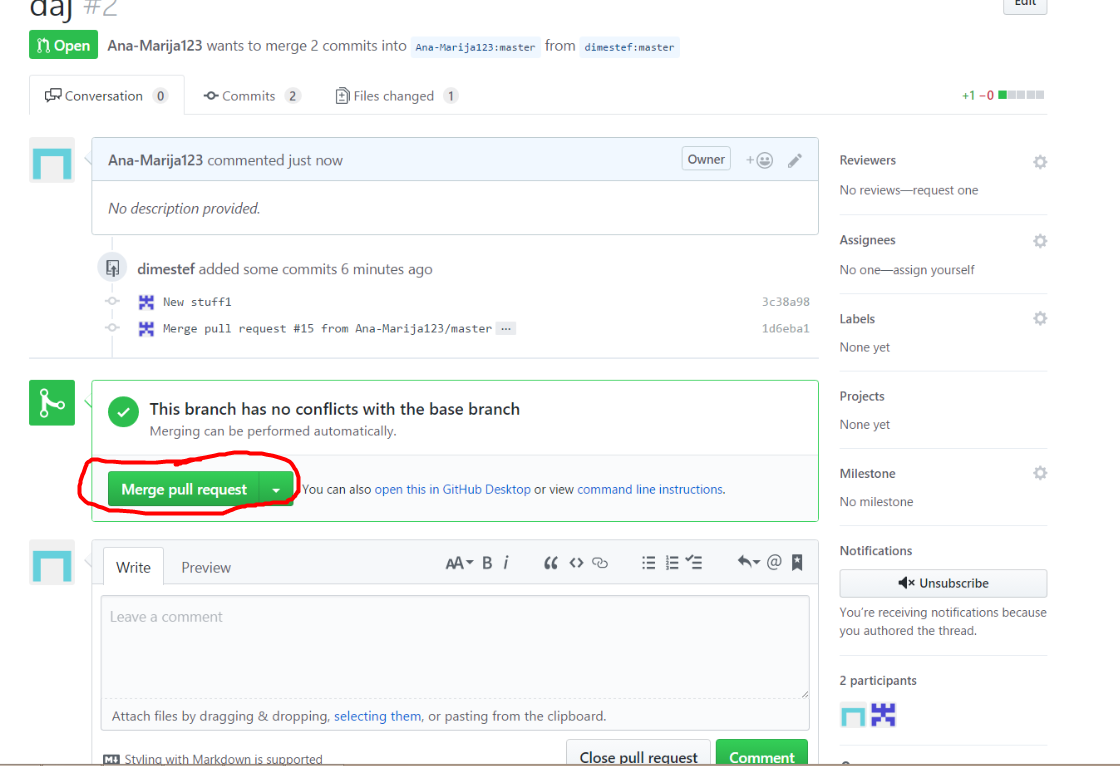 daj #2
Edit
Open Ana-Marija123 wants to merge 2 commits into Ana-Marija123:master from dimestef:master
Conversation 0 Commits 2 Files changed 1
+1 −0
Ana-Marija123 commented just now
Owner
No description provided.
dimestef added some commits 6 minutes ago
New stuff1 3c38a98
Merge pull request #15 from Ana-Marija123/master ... 1d6eba1
This branch has no conflicts with the base branch
Merging can be performed automatically.
Merge pull request You can also open this in GitHub Desktop or view command line instructions.
Write Preview
AA B i
Leave a comment
Attach files by dragging & dropping, selecting them, or pasting from the clipboard.
Styling with Markdown is supported
Close pull request Comment
Reviewers
No reviews—request one
Assignees
No one—assign yourself
Labels
None yet
Projects
None yet
Milestone
No milestone
Notifications
Unsubscribe
You're receiving notifications because
you authored the thread.
2 participants